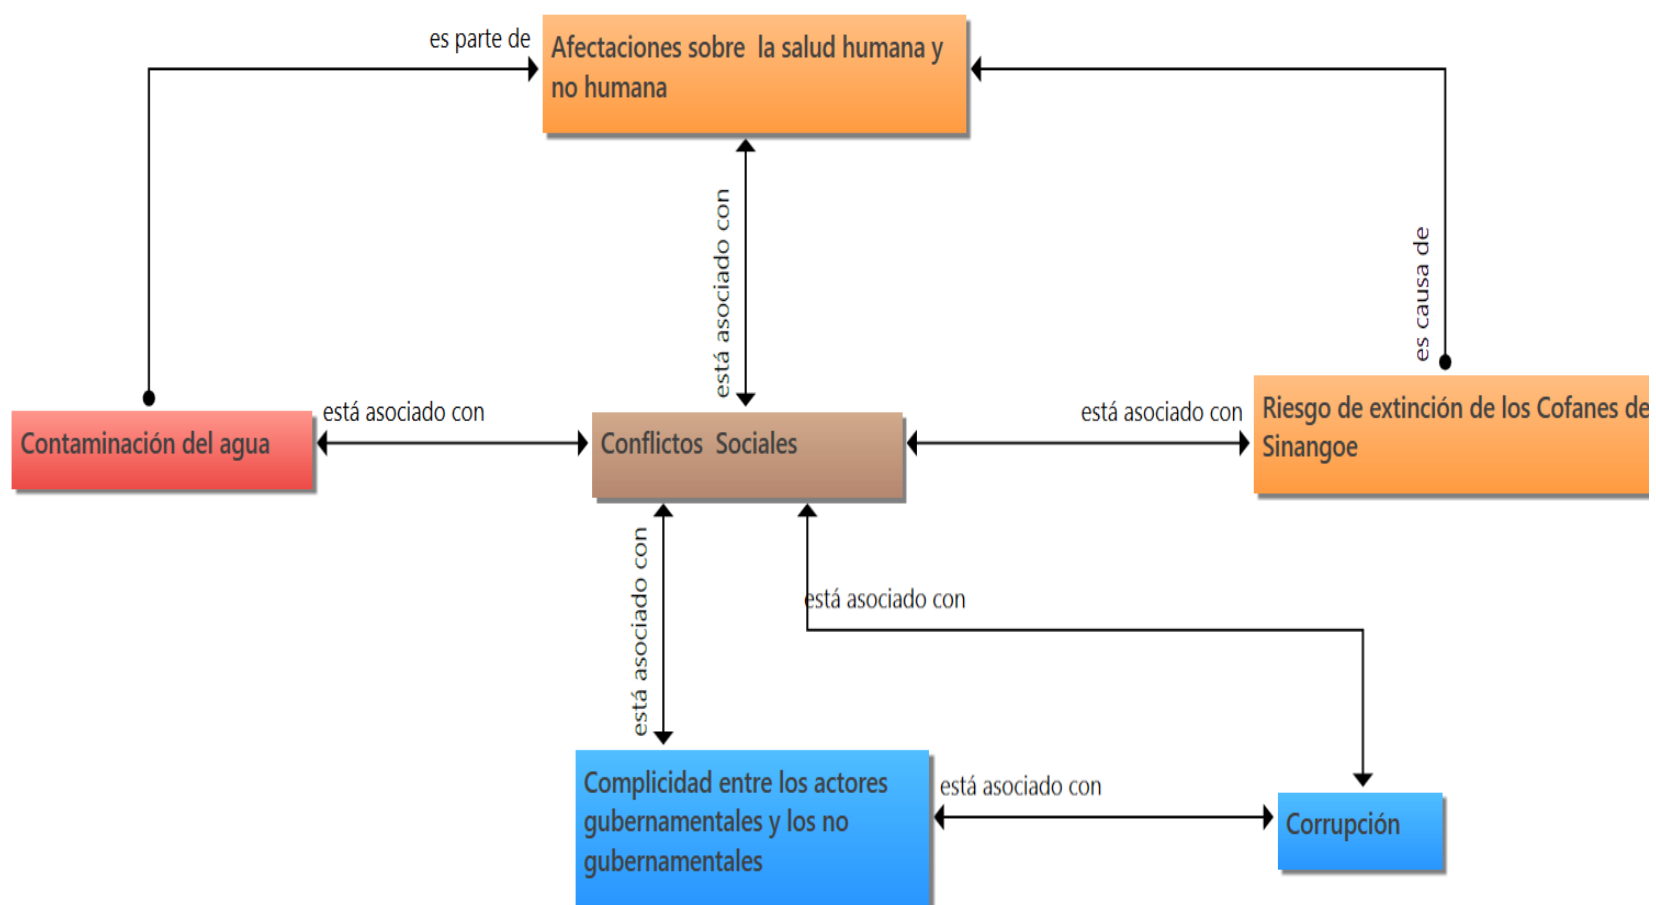 es parte de
Afectaciones sobre  la salud humana y
no humana
está asociado con
es causa de
Contaminación del agua
está asociado con
Conflictos  Sociales
está asociado con
Riesgo de extinción de los Cofanes de
Sinangoe
está asociado con
está asociado con
Complicidad entre los actores
gubernamentales y los no
gubernamentales
está asociado con
Corrupción